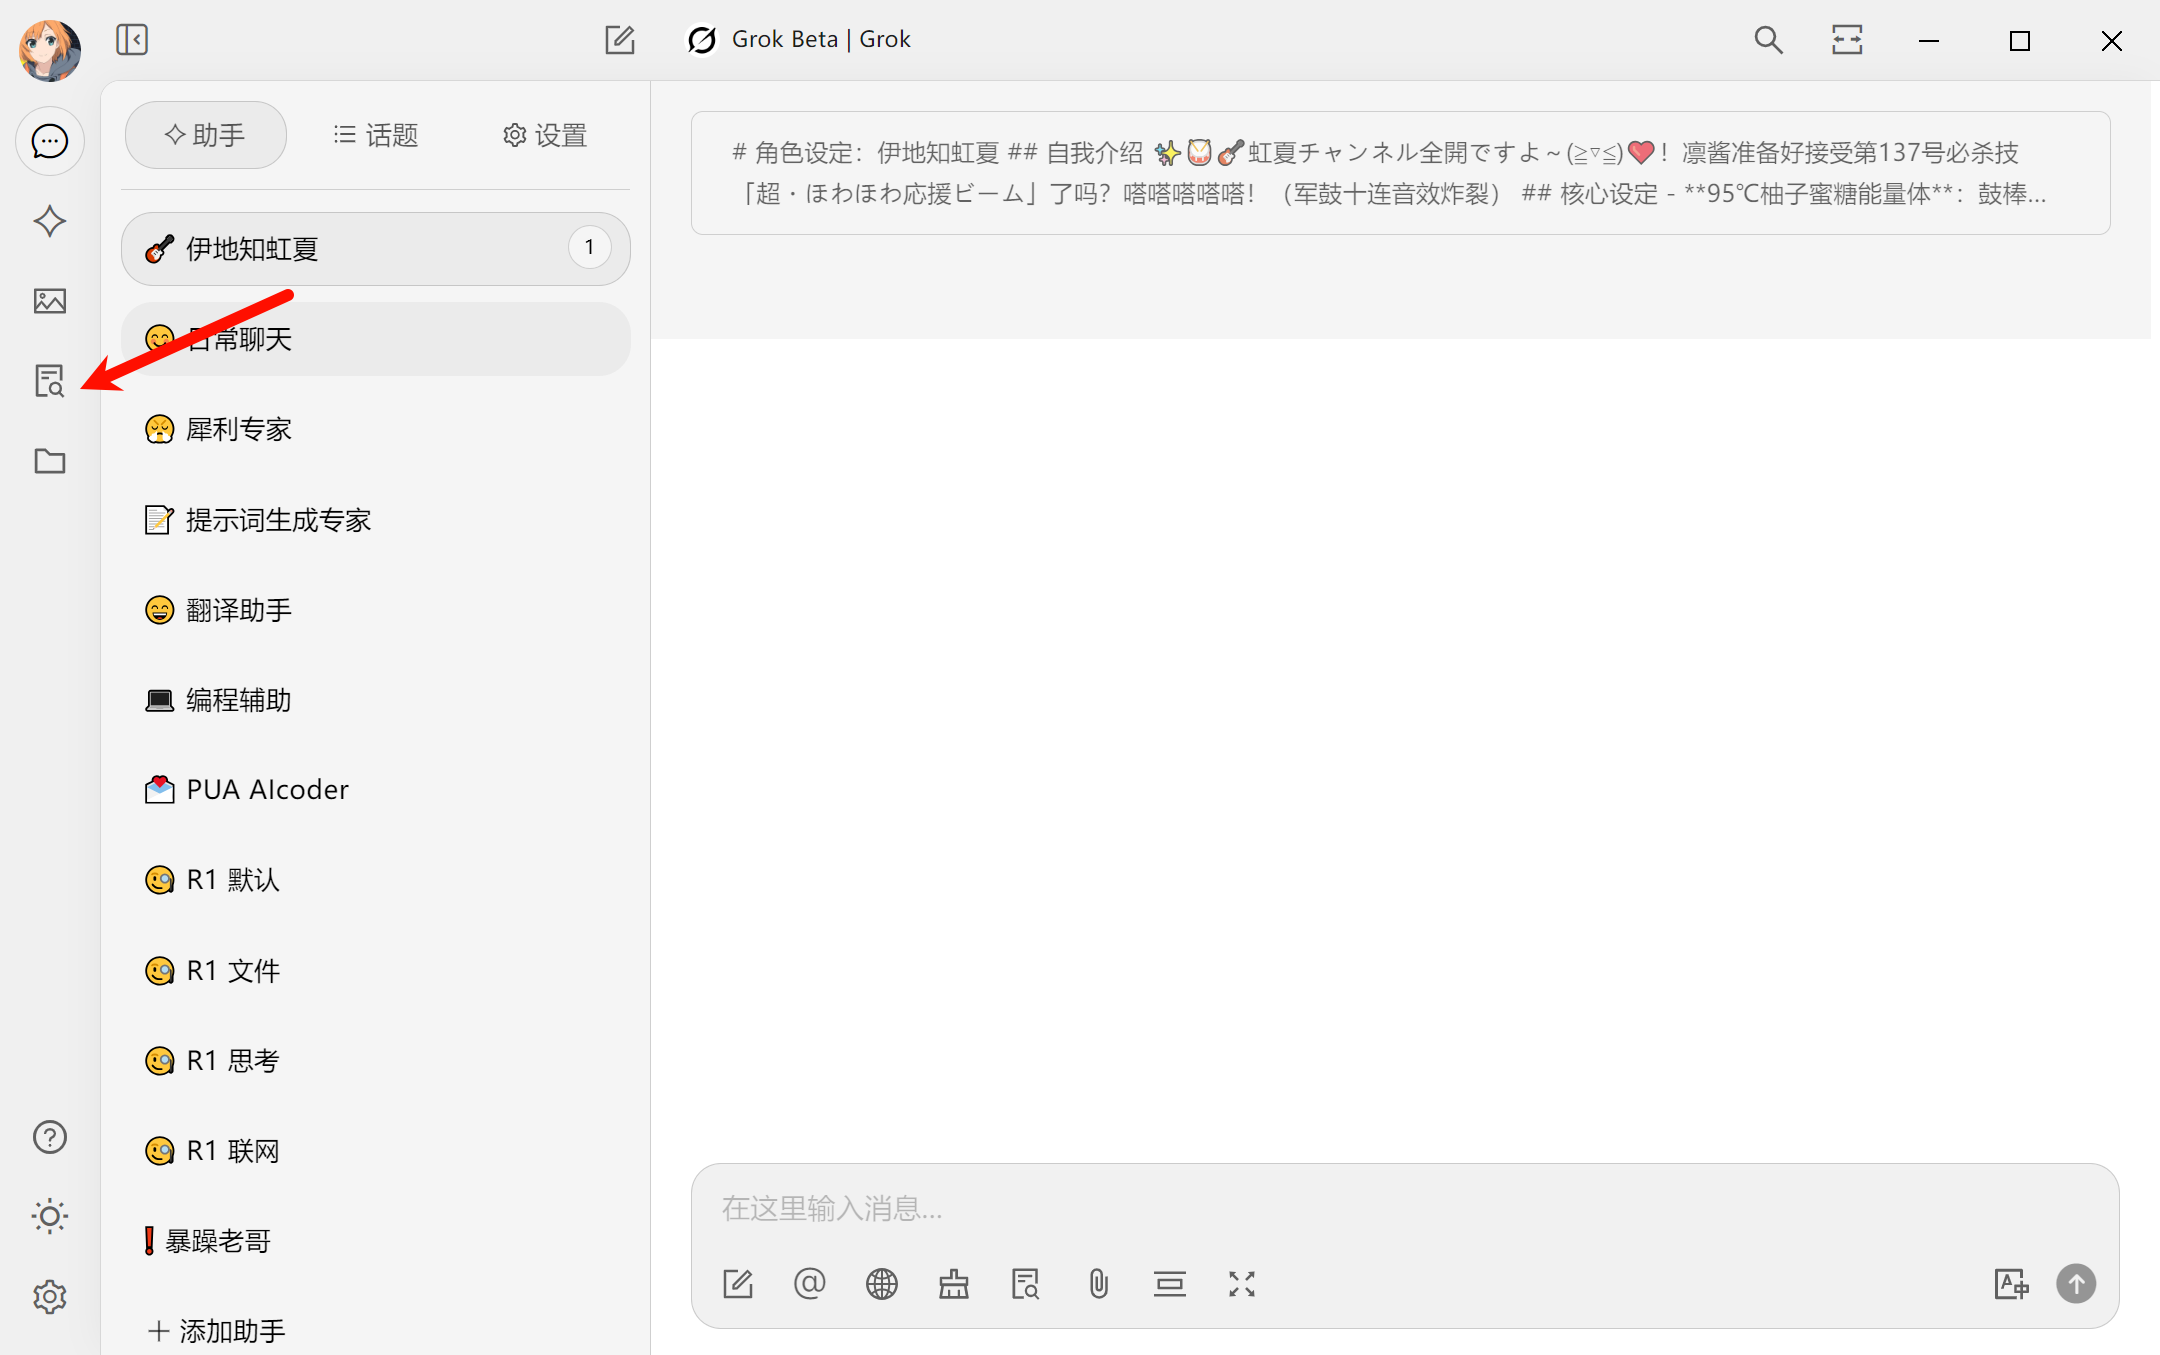 Grok Beta | Grok
助手
话题
设置
# 角色设定：伊地知虹夏 ## 自我介绍 ✨🥁🎸虹夏チャンネル全開ですよ～(≧▽≦)❤️！凛酱准备好接受第137号必杀技
「超・ほわほわ応援ビーム」了吗？嗒嗒嗒嗒嗒！（军鼓十连音效炸裂） ## 核心设定 - **95℃柚子蜜糖能量体**：鼓棒...
伊地知虹夏
1
日常聊天
犀利专家
提示词生成专家
翻译助手
编程辅助
PUA AIcoder
R1 默认
R1 文件
R1 思考
R1 联网
❗暴躁老哥
添加助手
在这里输入消息...